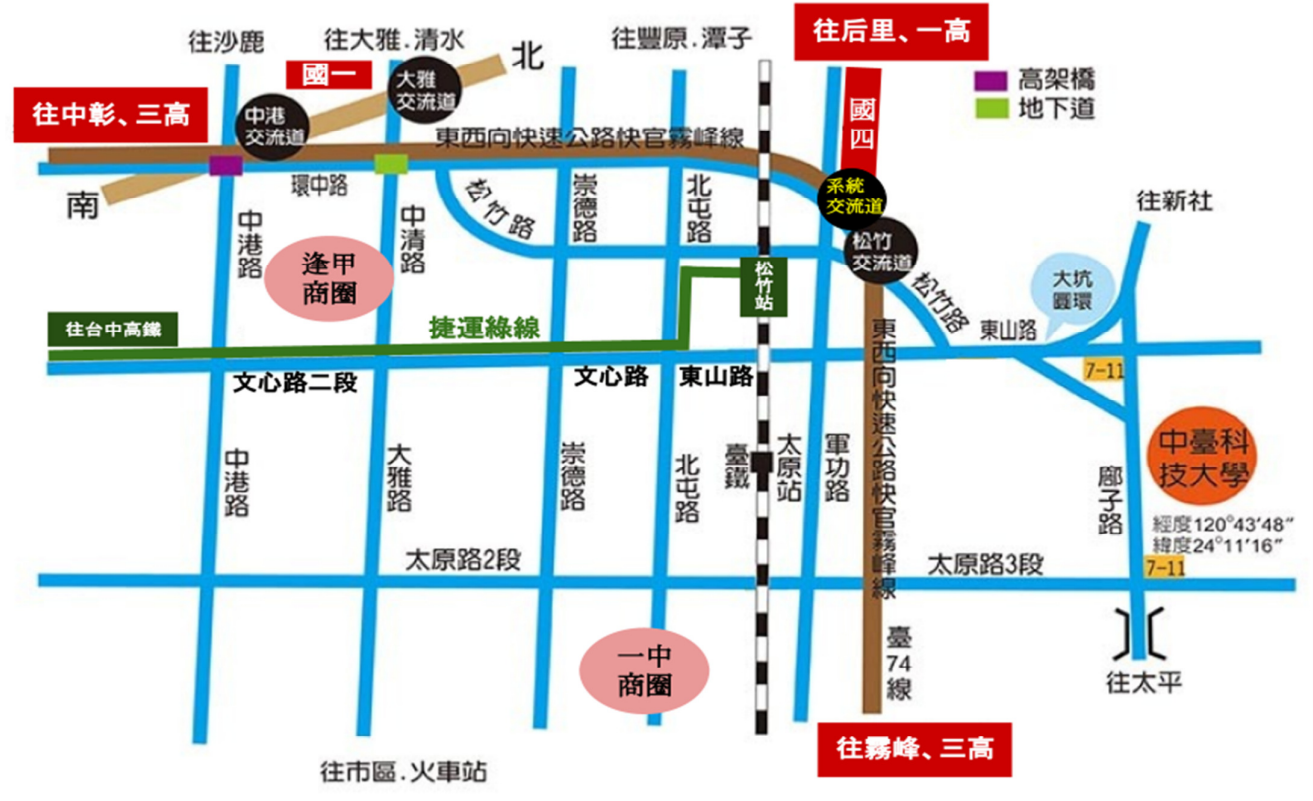 往沙鹿
往大雅.清水
北
往豐原.潭子
往后里、一高
國一
大雅
交流道
高架橋
地下道
往中彰、三高
中港
交流道
國四
東西向快速公路快官霧峰線
南
環中路
松竹路
崇德路
北屯路
系統
交流道
往新社
中港路
中清路
逢甲
商圈
松竹
交流道
松竹站
大坑
圓環
松竹路
往台中高鐵
捷運綠線
東山路
東西向快速公路快官霧峰線
7-11
文心路二段
文心路
東山路
中港路
大雅路
崇德路
北屯路
臺鐵
太原站
軍功路
廍子路
中臺科
技大學
經度120°43′48″
緯度24°11′16″
太原路2段
太原路3段
7-11
一中
商圈
臺74線
往太平
往霧峰、三高
往市區.火車站